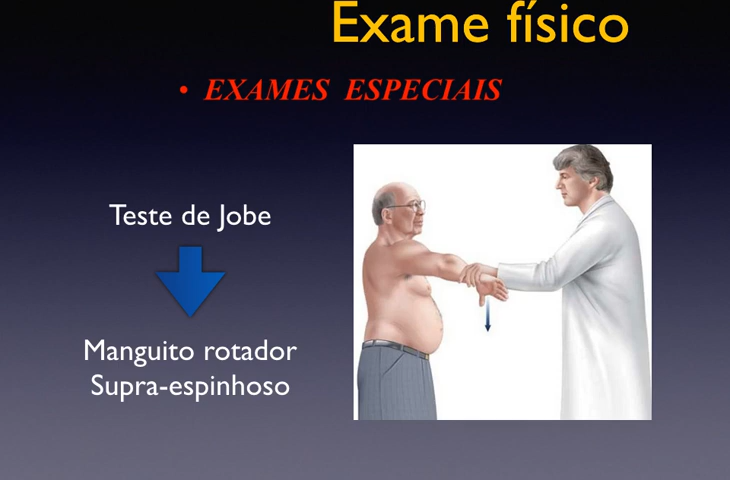 Exame físico
• EXAMES ESPECIAIS
Teste de Jobe
Manguito rotador
Supra-espinhoso